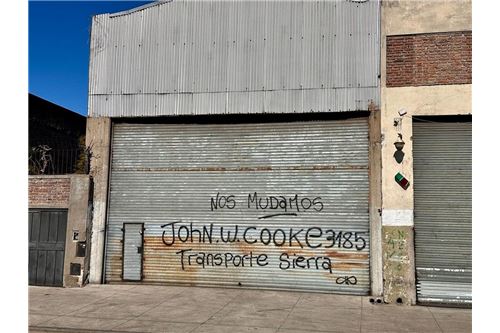 NOS MUDAMOS
JOHN.W.COOKE3185
Transporte Sierra